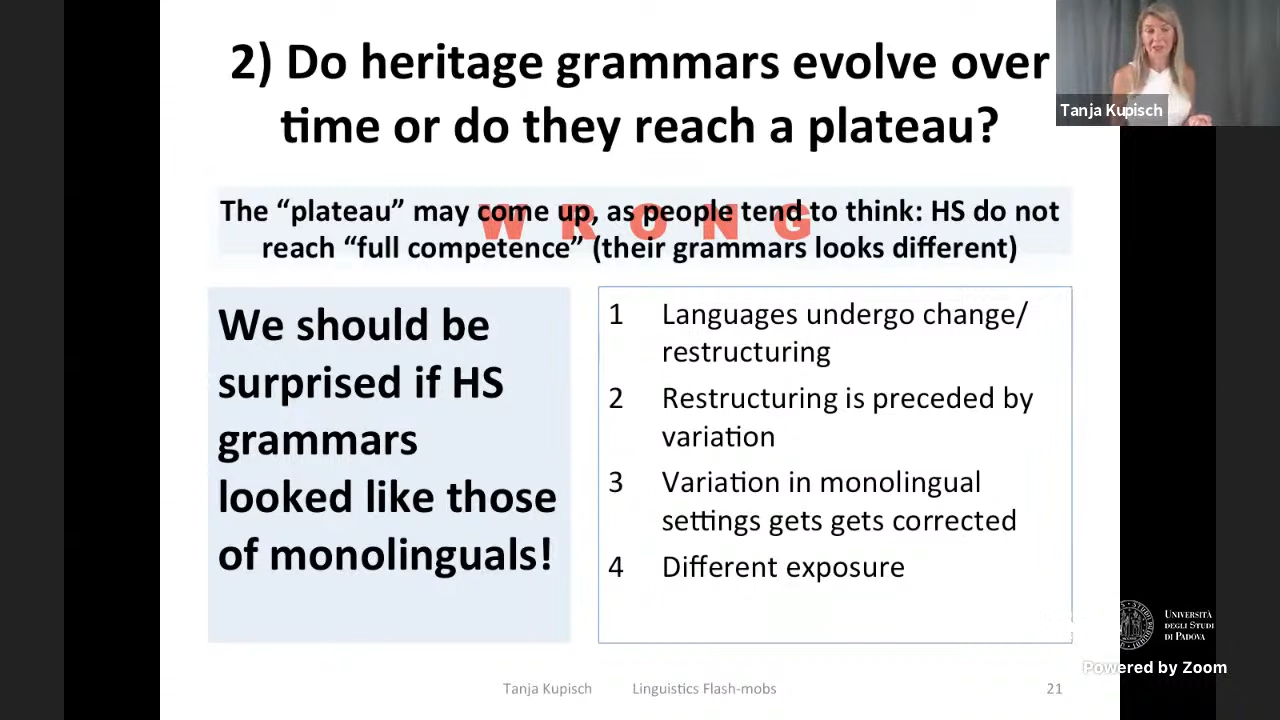 2) Do heritage grammars evolve over
time or do they reach a plateau?
Tanja Kupisch
The “plateau” may come up, as people tend to think: HS do not
reach “full competence” (their grammars looks different)
WRONG
We should be
surprised if HS
grammars
looked like those
of monolinguals!
1 Languages undergo change/
restructuring
2 Restructuring is preceded by
variation
3 Variation in monolingual
settings gets gets corrected
4 Different exposure
Università
degli Studi
di Padova
Powered by Zoom
Tanja Kupisch Linguistics Flash-mobs 21